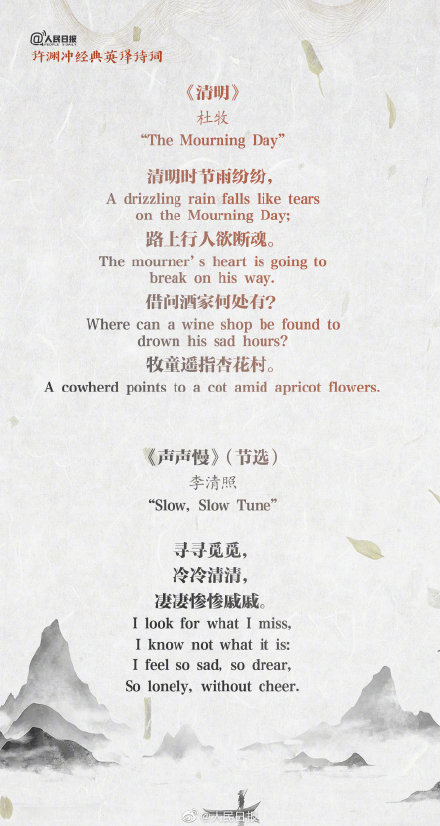 @人民日报
PEOPLE'S DAILY
许渊冲经典英译诗词
《清明》
杜牧
“The Mourning Day”
清明时节雨纷纷，
A drizzling rain falls like tears
on the Mourning Day;
路上行人欲断魂。
The mourner's heart is going to
break on his way.
借问酒家何处有？
Where can a wine shop be found to
drown his sad hours?
牧童遥指杏花村。
A cowherd points to a cot amid apricot flowers.
《声声慢》（节选）
李清照
“Slow, Slow Tune”
寻寻觅觅，
冷冷清清，
凄凄惨惨戚戚。
I look for what I miss,
I know not what it is:
I feel so sad, so drear,
So lonely, without cheer.
@人民日报